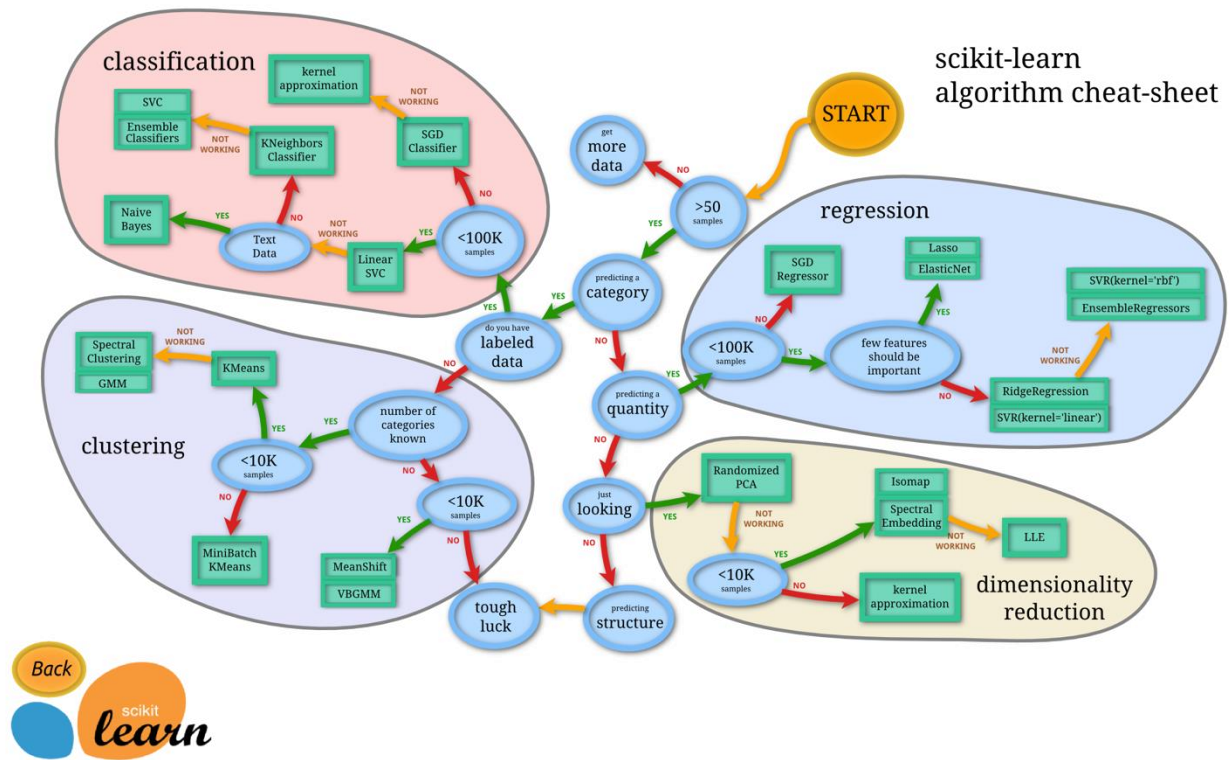 scikit-learn
algorithm cheat-sheet
START
get
more
data
NO
>50
samples
YES
predicting a
category
YES
NO
do you have
labeled
data
YES
NO
predicting a
quantity
YES
NO
just
looking
YES
NO
predicting
structure
tough
luck
classification
kernel
approximation
NOT
WORKING
SGD
Classifier
NO
<100K
samples
YES
Linear
SVC
NOT
WORKING
Text
Data
YES
NO
Naive
Bayes
KNeighbors
Classifier
NOT
WORKING
SVC
Ensemble
Classifiers
clustering
number of
categories
known
YES
NO
<10K
samples
YES
NO
KMeans
NOT
WORKING
Spectral
Clustering
GMM
MiniBatch
KMeans
<10K
samples
YES
NO
MeanShift
VBGMM
regression
<100K
samples
NO
YES
SGD
Regressor
few features
should be
important
YES
NO
Lasso
ElasticNet
RidgeRegression
SVR(kernel='linear')
NOT
WORKING
SVR(kernel='rbf')
EnsembleRegressors
dimensionality
reduction
Randomized
PCA
NOT
WORKING
<10K
samples
YES
NO
Isomap
Spectral
Embedding
NOT
WORKING
LLE
kernel
approximation
Back
scikit
learn